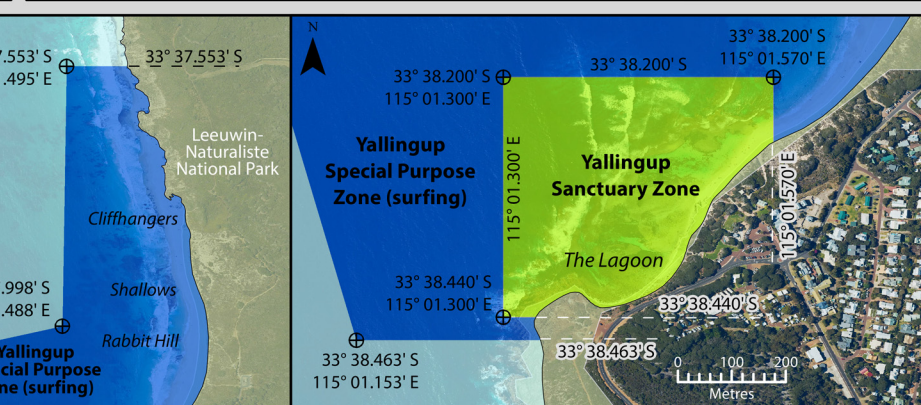 7.553' S
.495' E
33° 37.553' S
Leeuwin-
Naturaliste
National Park
Cliffhangers
Shallows
Rabbit Hill
.998' S
.488' E
Yallingup
cial Purpose
ne (surfing)
N
33° 38.200' S
115° 01.300' E
33° 38.200' S
33° 38.200' S
115° 01.570' E
Yallingup
Special Purpose
Zone (surfing)
115° 01.300' E
Yallingup
Sanctuary Zone
115° 01.570' E
The Lagoon
33° 38.440' S
115° 01.300' E
33° 38.440' S
33° 38.463' S
115° 01.153' E
33° 38.463' S
0 100 200
Metres